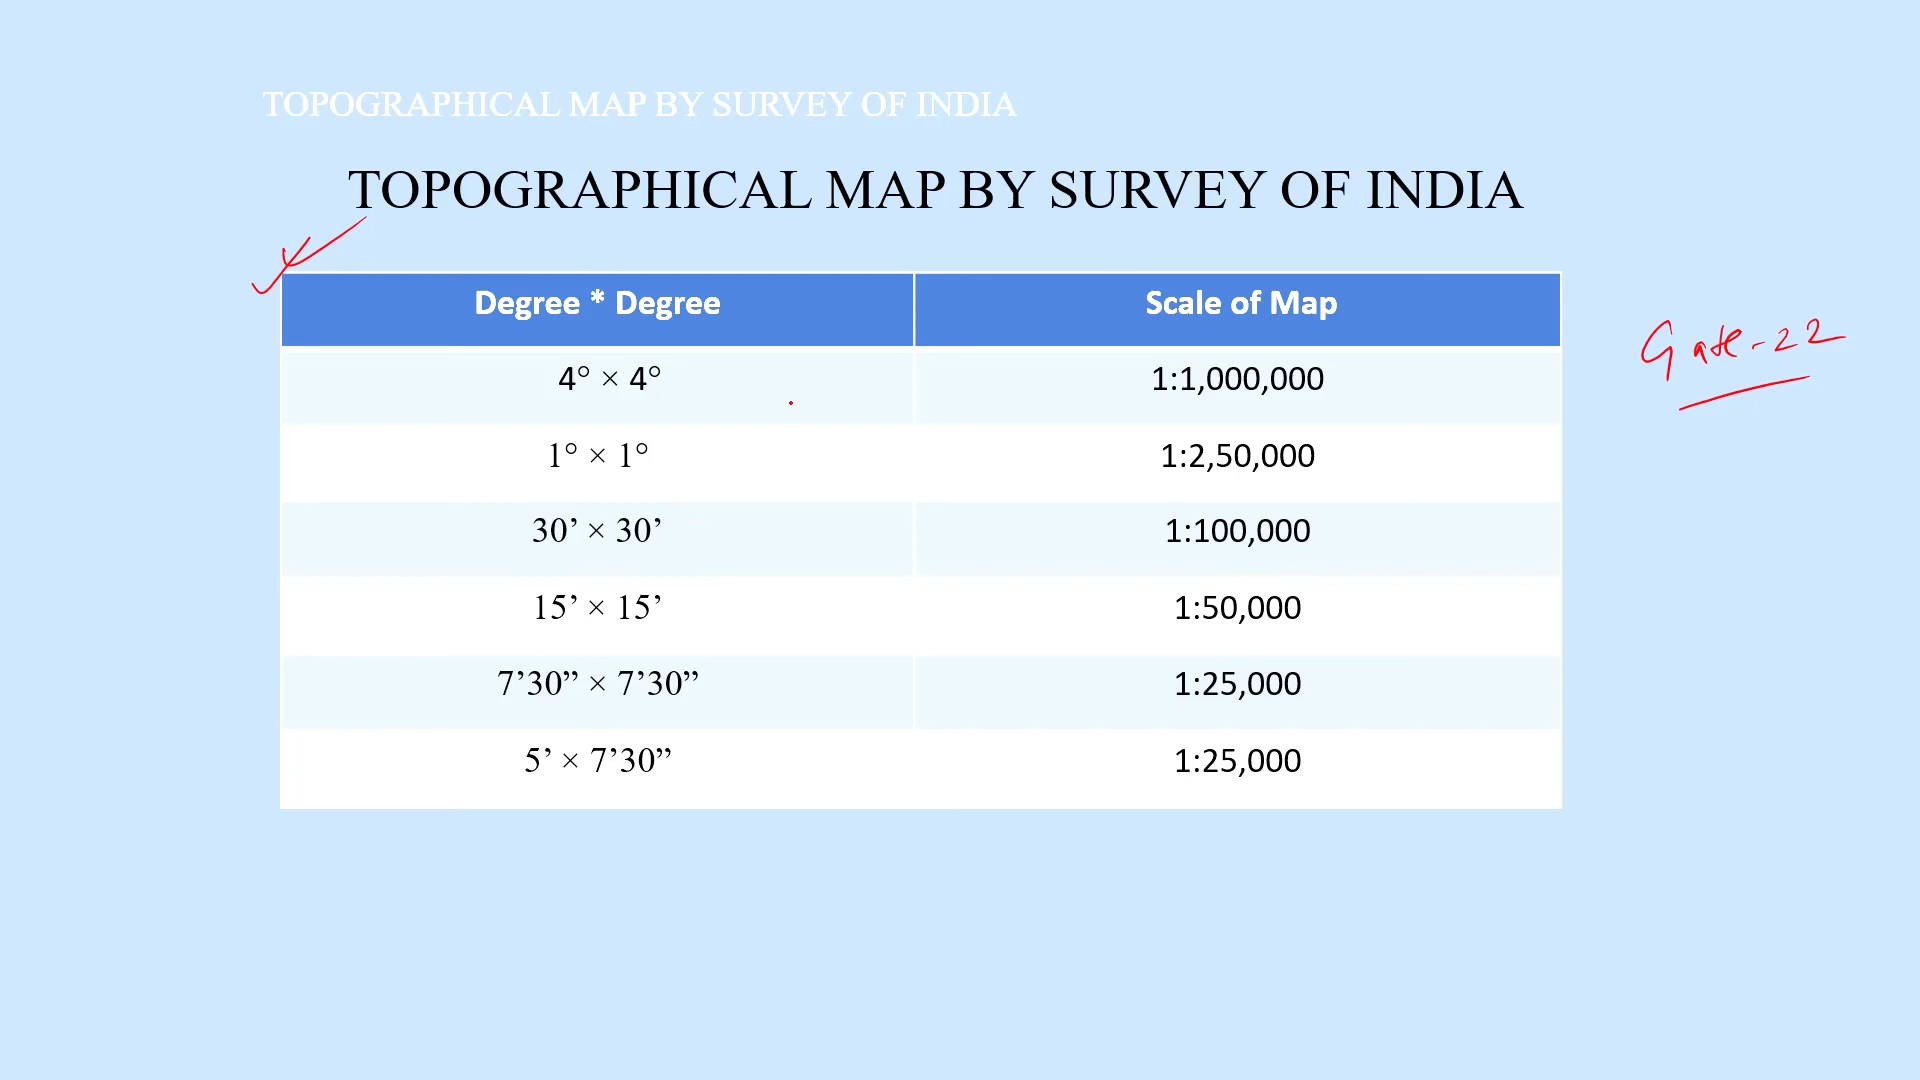 TOPOGRAPHICAL MAP BY SURVEY OF INDIA
TOPOGRAPHICAL MAP BY SURVEY OF INDIA
Degree * Degree Scale of Map
4° × 4° 1:1,000,000
Gate-22
1° × 1° 1:2,50,000
30’ × 30’ 1:100,000
15’ × 15’ 1:50,000
7’30” × 7’30” 1:25,000
5’ × 7’30” 1:25,000